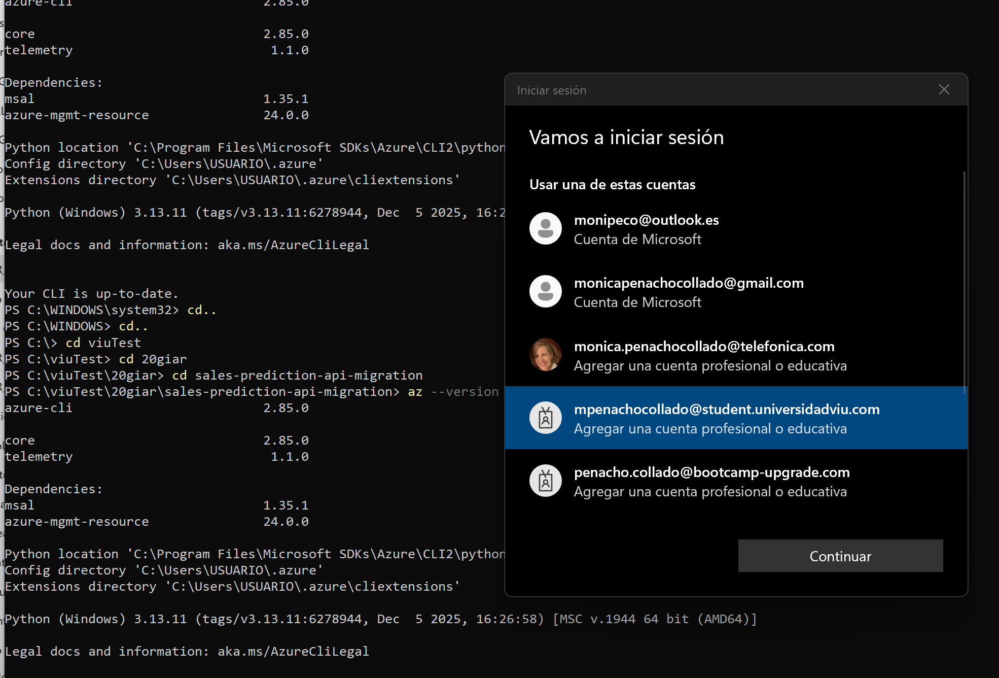 azure-cli                         2.85.0
core                              2.85.0
telemetry                          1.1.0
Dependencies:
msal                              1.35.1
azure-mgmt-resource               24.0.0
Python location 'C:\Program Files\Microsoft SDKs\Azure\CLI2\python
Config directory 'C:\Users\USUARIO\.azure'
Extensions directory 'C:\Users\USUARIO\.azure\cliextensions'
Python (Windows) 3.13.11 (tags/v3.13.11:6278944, Dec  5 2025, 16:2
Legal docs and information: aka.ms/AzureCliLegal
Your CLI is up-to-date.
PS C:\WINDOWS\system32> cd..
PS C:\WINDOWS> cd..
PS C:\> cd viuTest
PS C:\viuTest> cd 20giar
PS C:\viuTest\20giar> cd sales-prediction-api-migration
PS C:\viuTest\20giar\sales-prediction-api-migration> az --version
azure-cli                         2.85.0
core                              2.85.0
telemetry                          1.1.0
Dependencies:
msal                              1.35.1
azure-mgmt-resource               24.0.0
Python location 'C:\Program Files\Microsoft SDKs\Azure\CLI2\python
Config directory 'C:\Users\USUARIO\.azure'
Extensions directory 'C:\Users\USUARIO\.azure\cliextensions'
Python (Windows) 3.13.11 (tags/v3.13.11:6278944, Dec  5 2025, 16:26:58) [MSC v.1944 64 bit (AMD64)]
Legal docs and information: aka.ms/AzureCliLegal
Iniciar sesión
Vamos a iniciar sesión
Usar una de estas cuentas
monipeco@outlook.es
Cuenta de Microsoft
monicapenachocollado@gmail.com
Cuenta de Microsoft
monica.penachocollado@telefonica.com
Agregar una cuenta profesional o educativa
mpenachocollado@student.universidadviu.com
Agregar una cuenta profesional o educativa
penacho.collado@bootcamp-upgrade.com
Agregar una cuenta profesional o educativa
Continuar